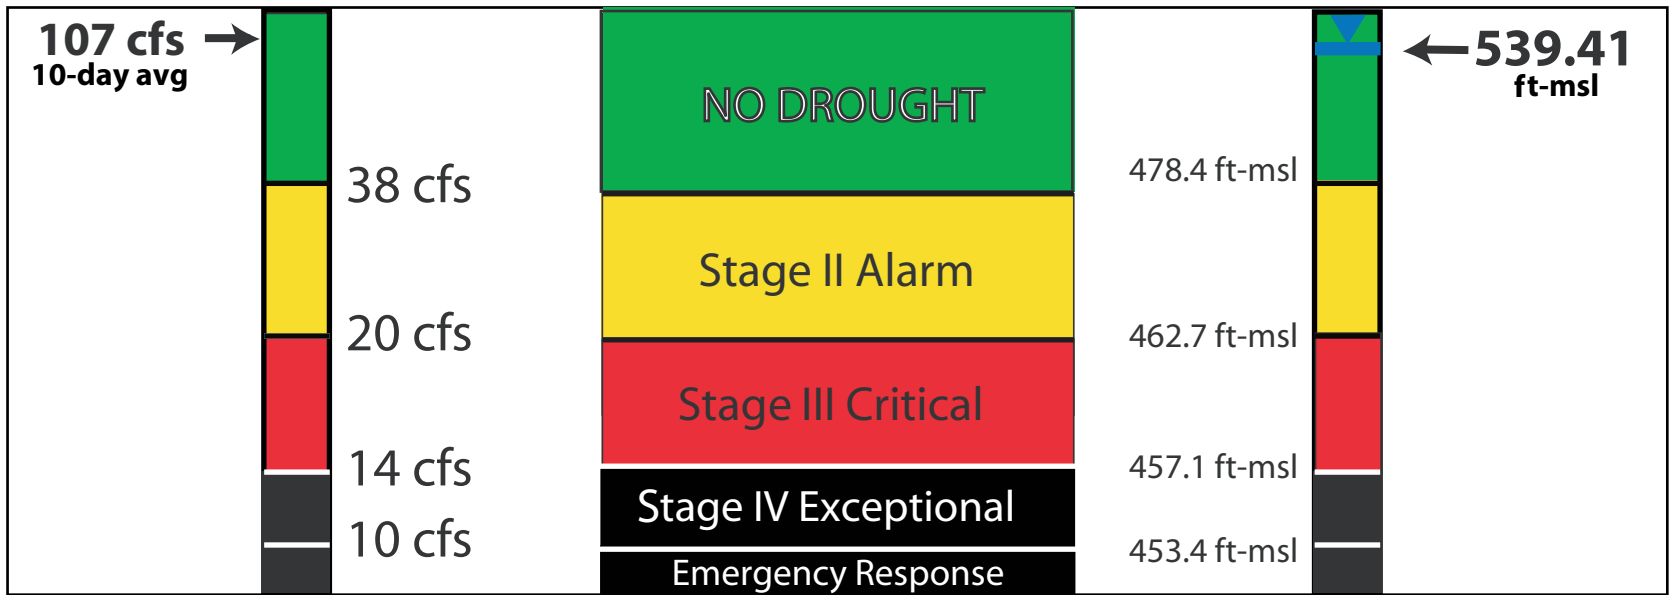 107 cfs
10-day avg
38 cfs
20 cfs
14 cfs
10 cfs
NO DROUGHT
Stage II Alarm
Stage III Critical
Stage IV Exceptional
Emergency Response
478.4 ft-msl
462.7 ft-msl
457.1 ft-msl
453.4 ft-msl
539.41
ft-msl